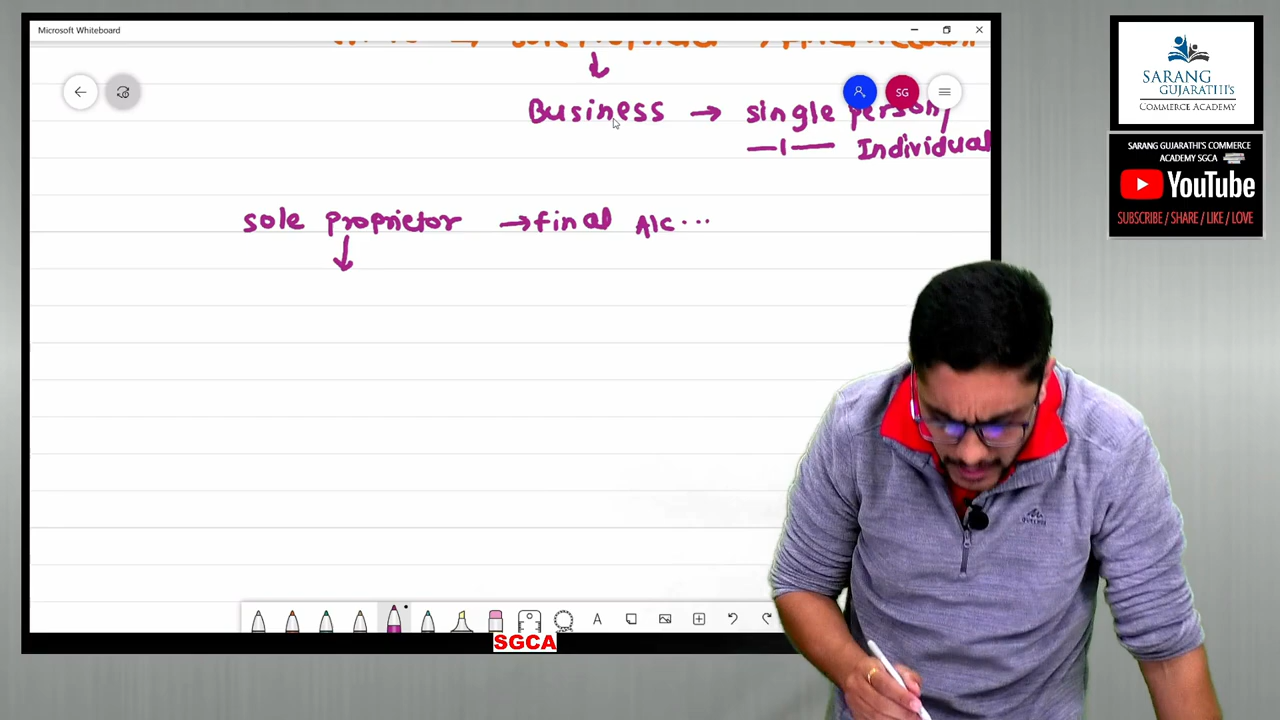 Microsoft Whiteboard
Business → single person/
—1— Individual
sole proprietor → final A/c...
SG
A
SGCA
SARANG
GUJARATHI'S
COMMERCE ACADEMY
SARANG GUJARATHI'S COMMERCE
ACADEMY SGCA
YouTube
SUBSCRIBE / SHARE / LIKE / LOVE